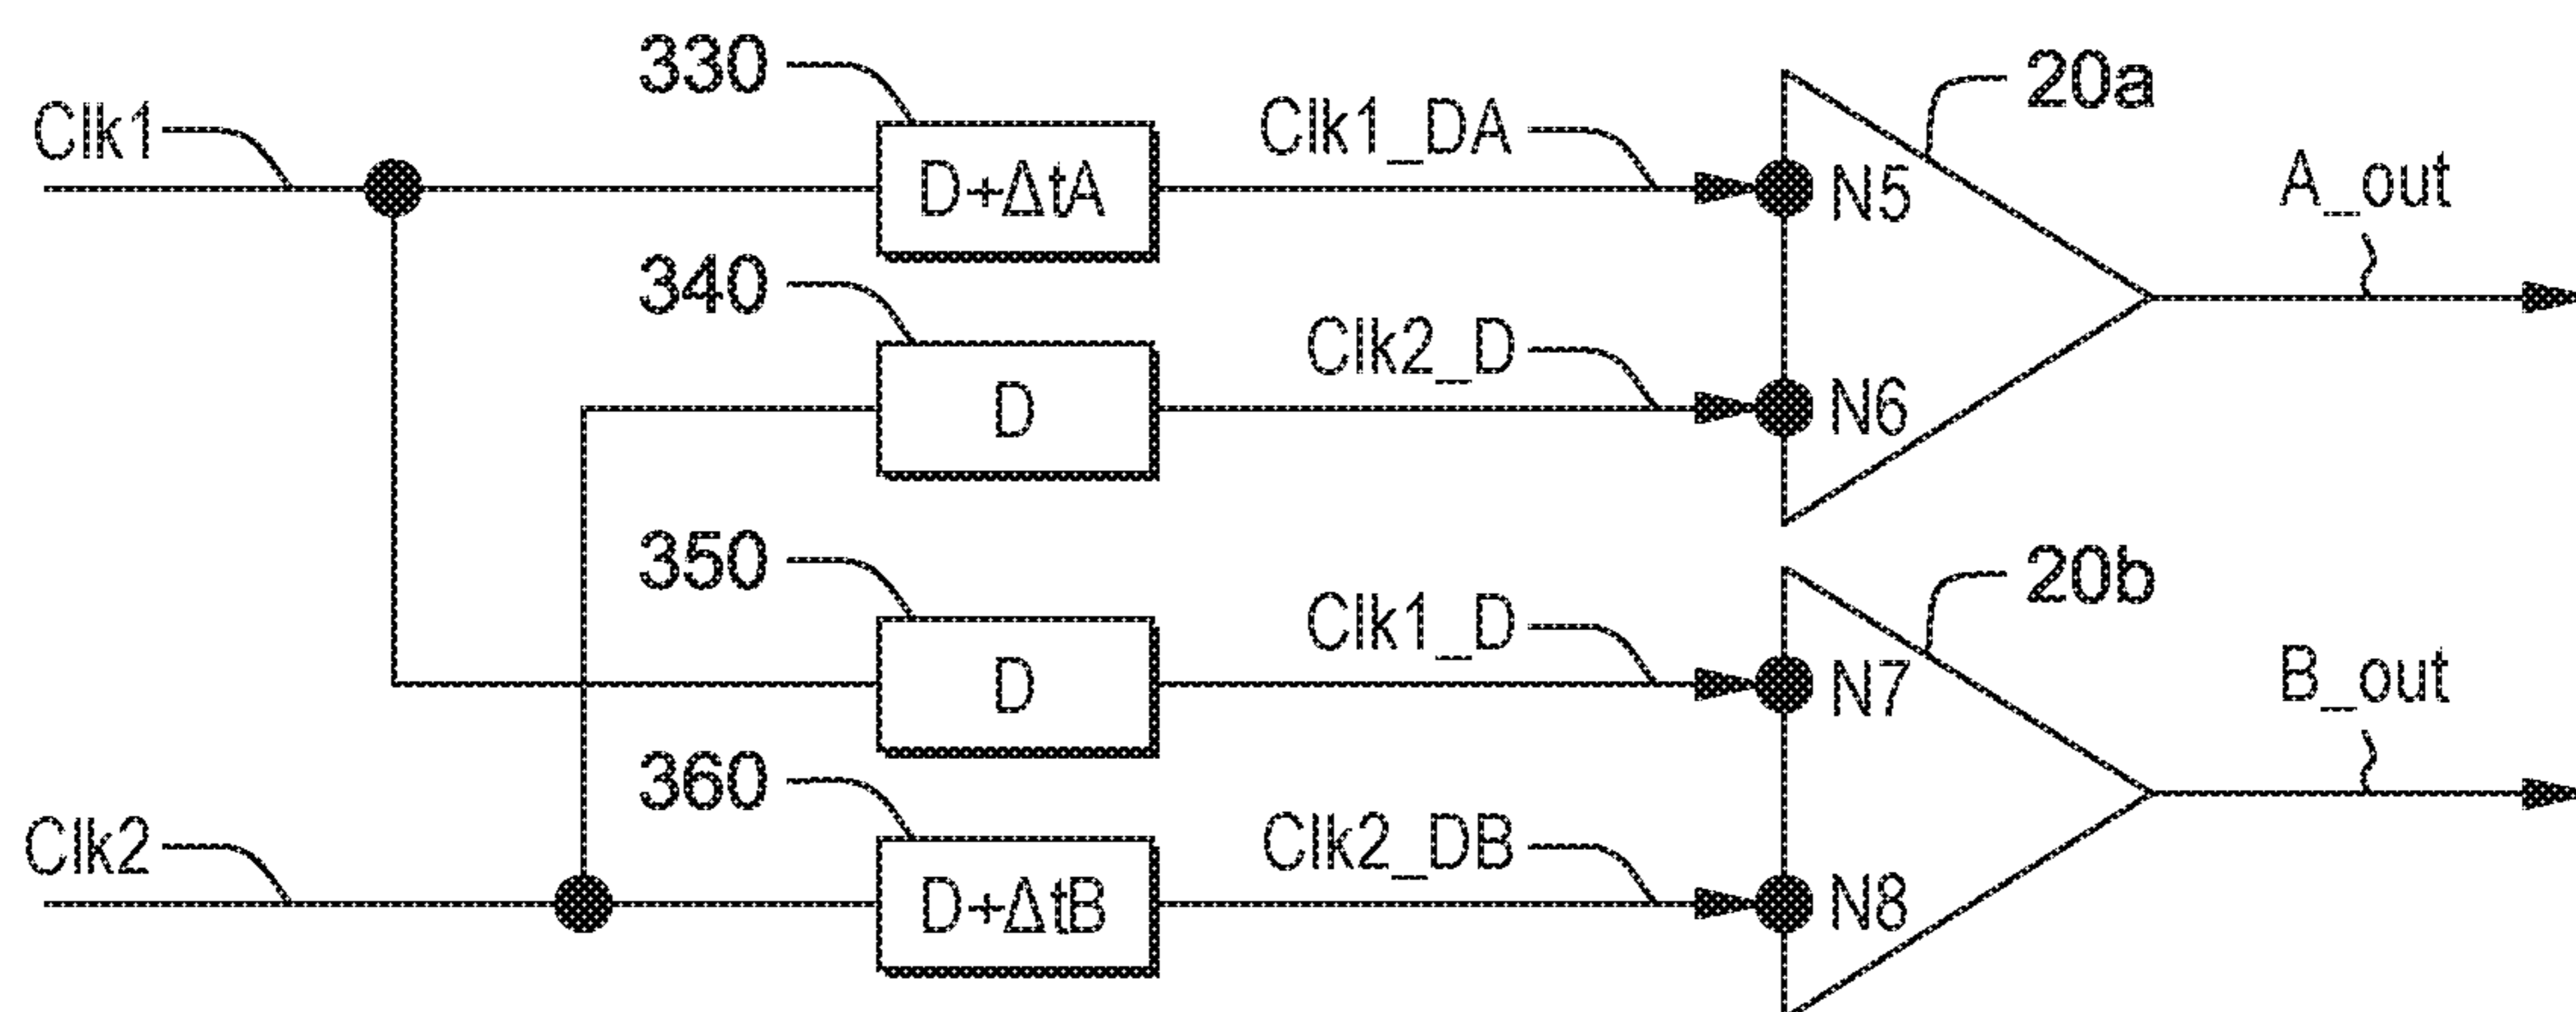 330
Clk1
D+ΔtA
Clk1_DA
N5
20a
A_out
340
D
Clk2_D
N6
350
D
Clk1_D
N7
20b
B_out
360
Clk2
D+ΔtB
Clk2_DB
N8